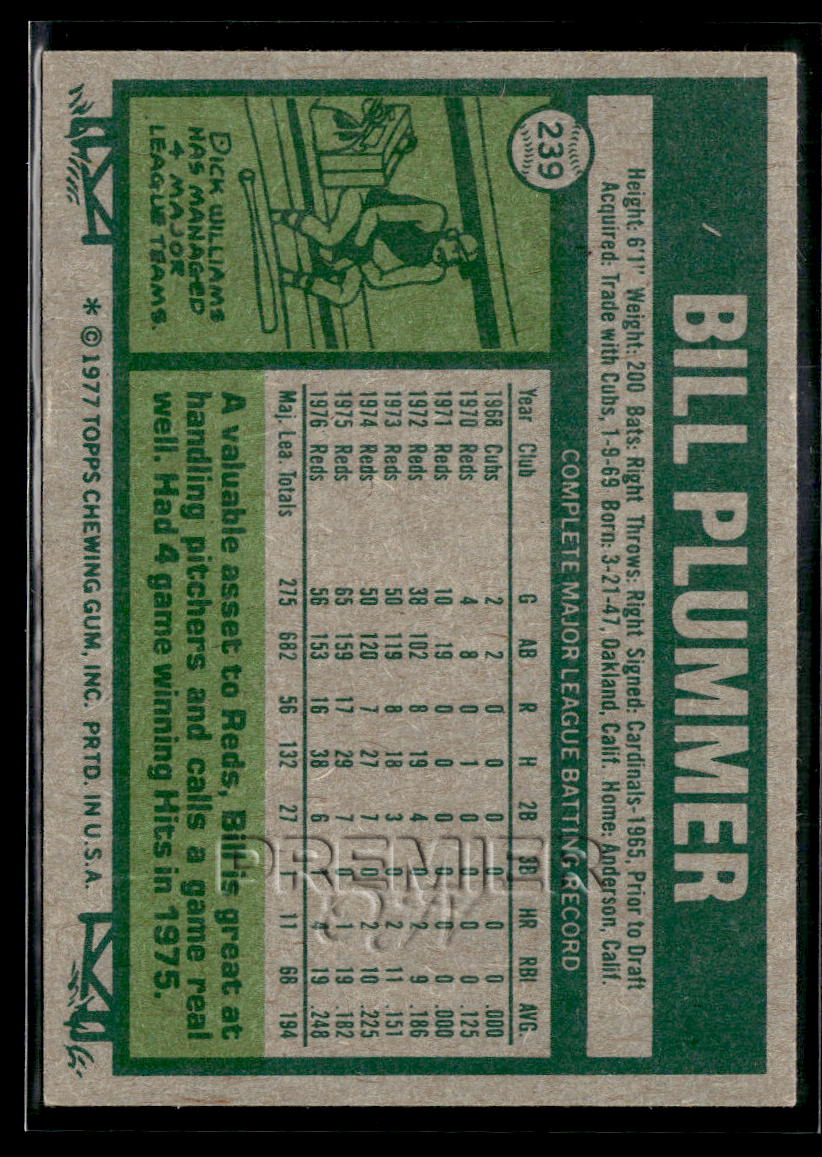 239
BILL PLUMMER
Height: 6'1" Weight: 200 Bats: Right Throws: Right Signed: Cardinals-1965, Prior to Draft
Acquired: Trade with Cubs, 1-9-69 Born: 3-21-47, Oakland, Calif. Home: Anderson, Calif.
COMPLETE MAJOR LEAGUE BATTING RECORD
Year Club G AB R H 2B 3B HR RBI AVG.
1968 Cubs 2 2 0 0 0 0 0 0 .000
1970 Reds 4 8 0 1 0 0 0 0 .125
1971 Reds 10 19 0 0 0 0 0 0 .000
1972 Reds 38 102 8 19 4 0 2 9 .186
1973 Reds 50 119 8 18 3 0 2 11 .151
1974 Reds 50 120 7 27 7 0 2 10 .225
1975 Reds 65 159 17 29 7 0 1 19 .182
1976 Reds 56 153 16 38 6 1 4 19 .248
Maj. Lea. Totals 275 682 56 132 27 1 11 68 194
A valuable asset to Reds, Bill is great at
handling pitchers and calls a game real
well. Had 4 game winning Hits in 1975.
DICK WILLIAMS
HAS MANAGED
4 MAJOR
LEAGUE TEAMS.
* © 1977 TOPPS CHEWING GUM, INC. PRTD. IN U.S.A.
PREMIER